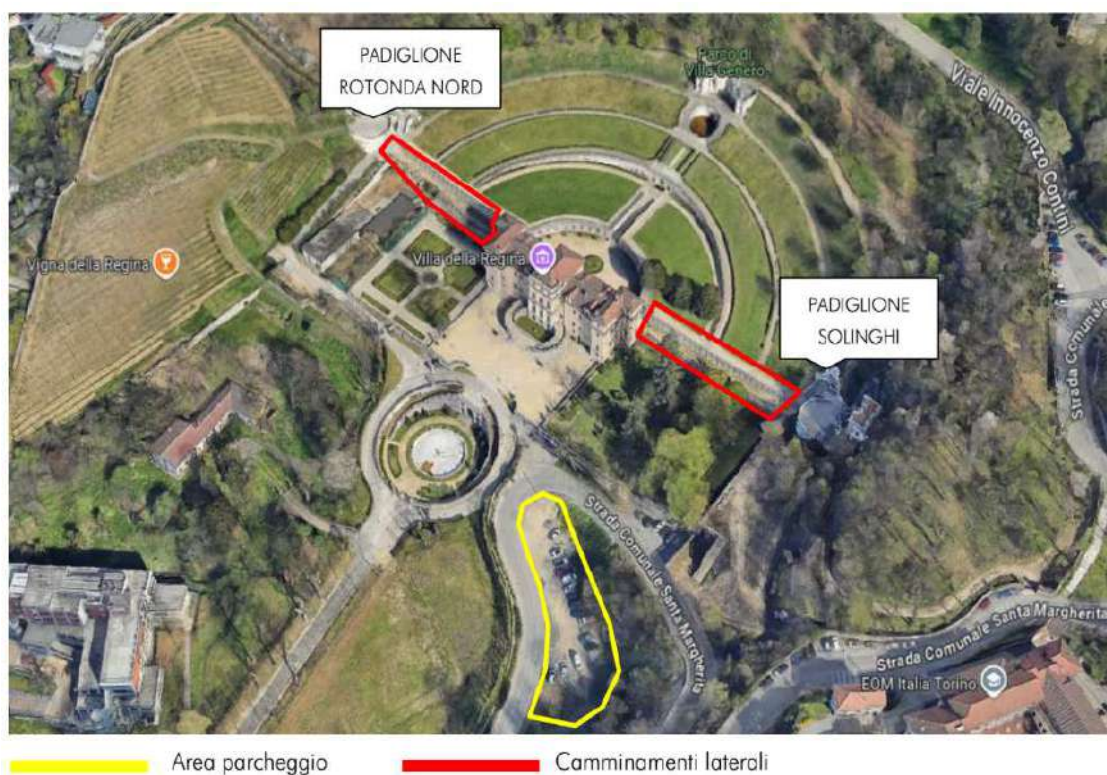 PADIGLIONE
ROTONDA NORD
Parco di
Villa Genero
Viale Innocenzo Contini
Vigna della Regina
Villa della Regina
PADIGLIONE
SOLINGHI
Strada Comunale
Strada Comunale Santa Margherita
Strada Comunale Santa Margherita
EOM Italia Torino
Area parcheggio
Camminamenti laterali